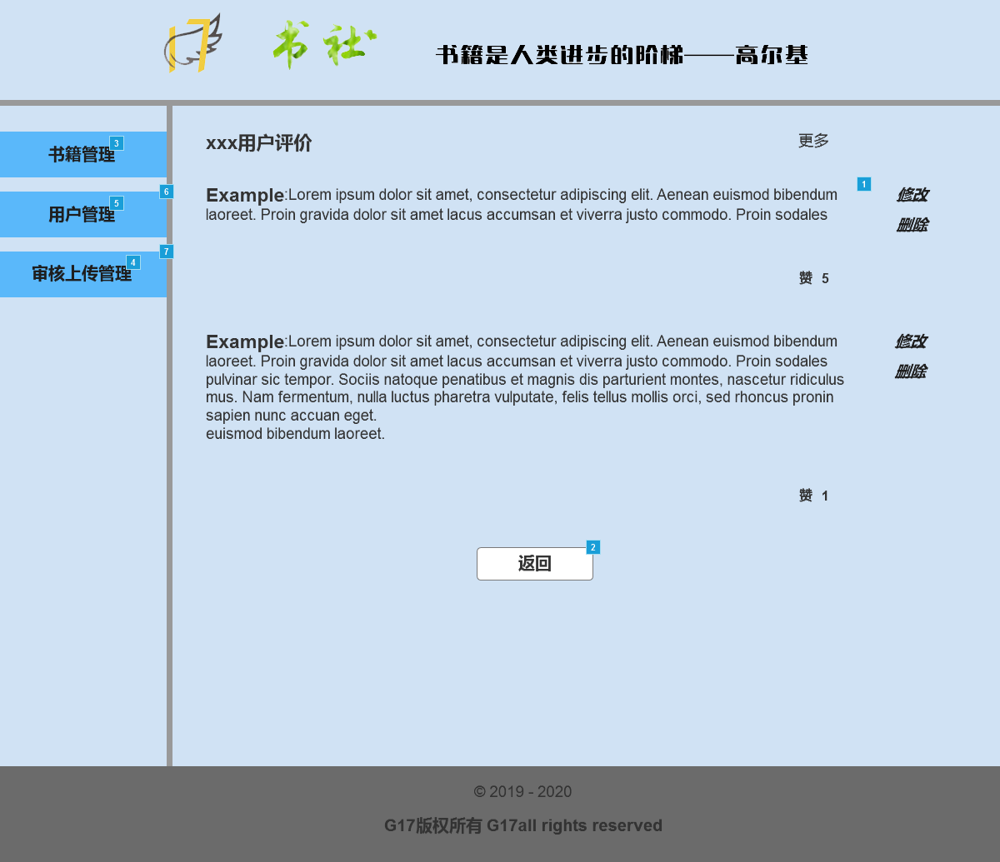 17 书社
书籍是人类进步的阶梯——高尔基
书籍管理 3
6
用户管理 5
7
审核上传管理 4
xxx用户评价 更多
1
Example:Lorem ipsum dolor sit amet, consectetur adipiscing elit. Aenean euismod bibendum 修改
laoreet. Proin gravida dolor sit amet lacus accumsan et viverra justo commodo. Proin sodales 删除
赞 5
Example:Lorem ipsum dolor sit amet, consectetur adipiscing elit. Aenean euismod bibendum 修改
laoreet. Proin gravida dolor sit amet lacus accumsan et viverra justo commodo. Proin sodales 删除
pulvinar sic tempor. Sociis natoque penatibus et magnis dis parturient montes, nascetur ridiculus
mus. Nam fermentum, nulla luctus pharetra vulputate, felis tellus mollis orci, sed rhoncus pronin
sapien nunc accuan eget.
euismod bibendum laoreet.
赞 1
返回 2
© 2019 - 2020
G17版权所有 G17all rights reserved